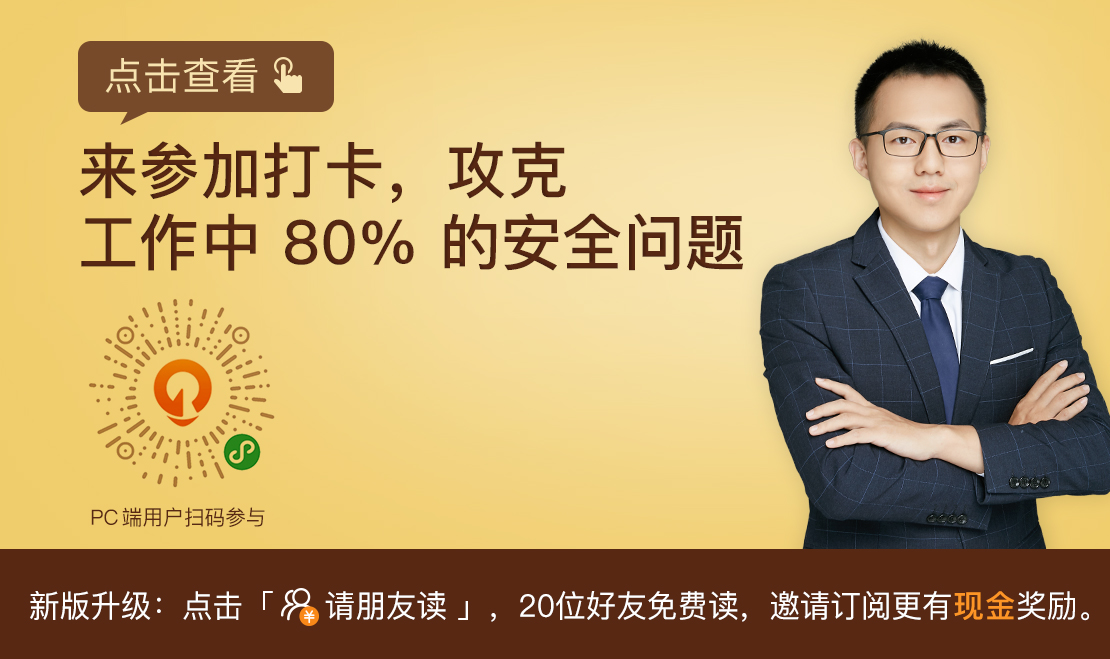 点击查看
来参加打卡，攻克
工作中 80% 的安全问题
PC 端用户扫码参与
新版升级：点击「 ¥ 请朋友读 」，20位好友免费读，邀请订阅更有现金奖励。